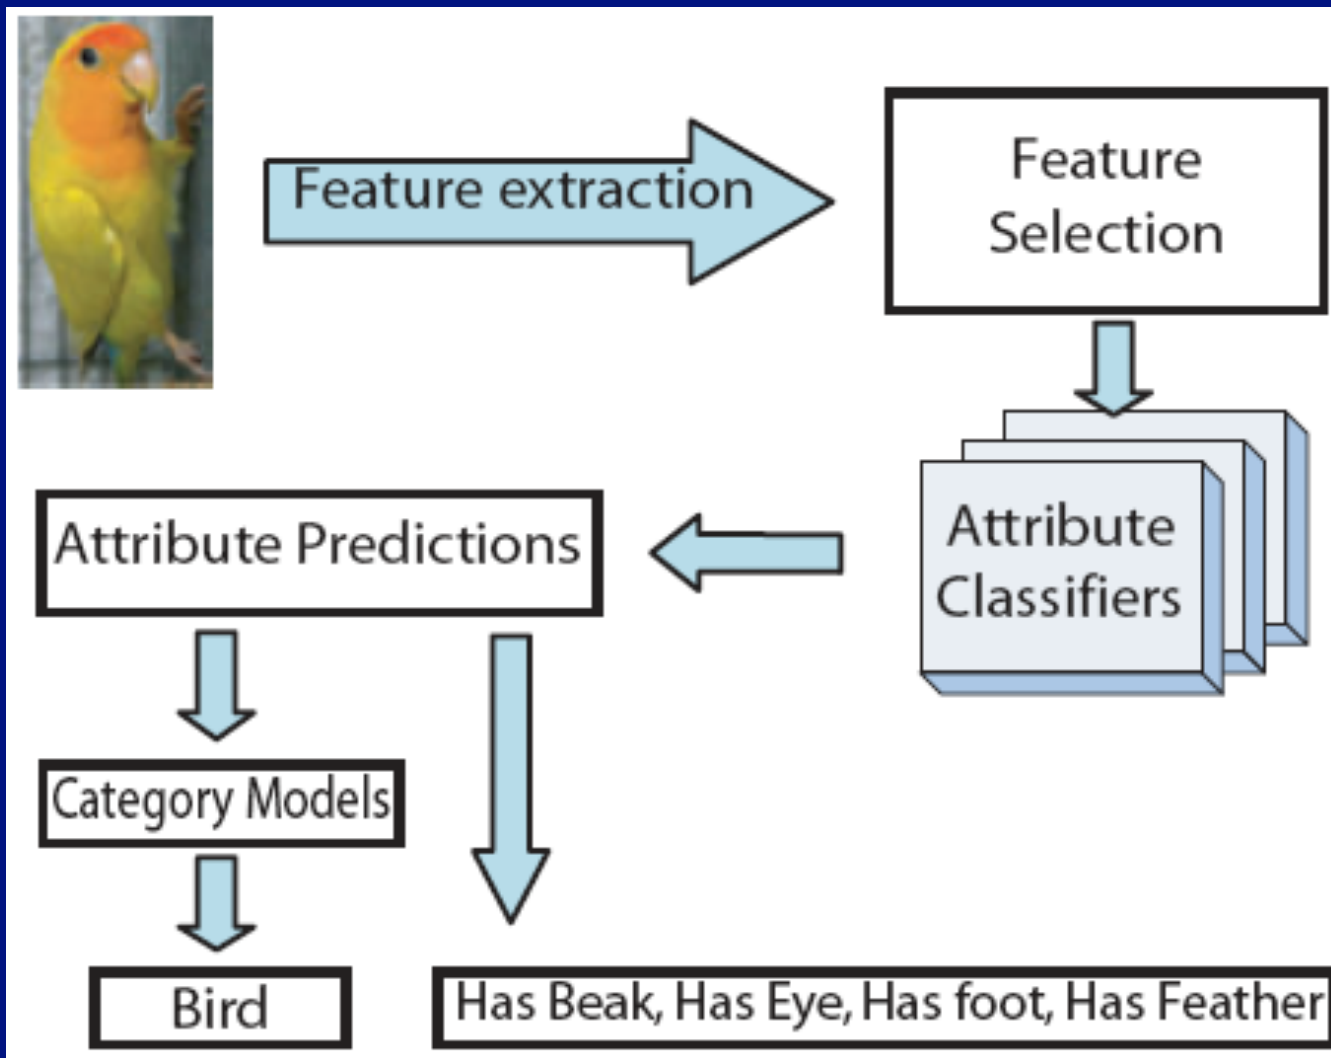 Feature extraction
Feature
Selection
Attribute
Classifiers
Attribute Predictions
Category Models
Bird
Has Beak, Has Eye, Has foot, Has Feather